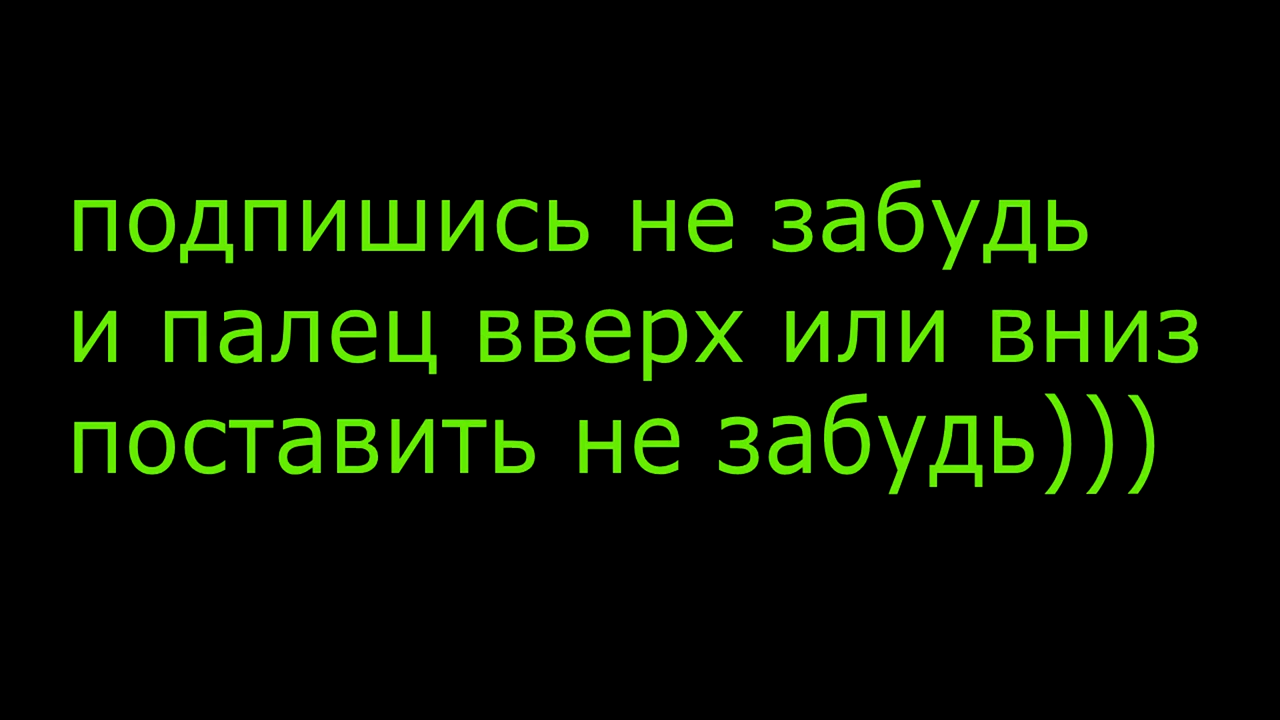 подпишись не забудь
и палец вверх или вниз
поставить не забудь)))